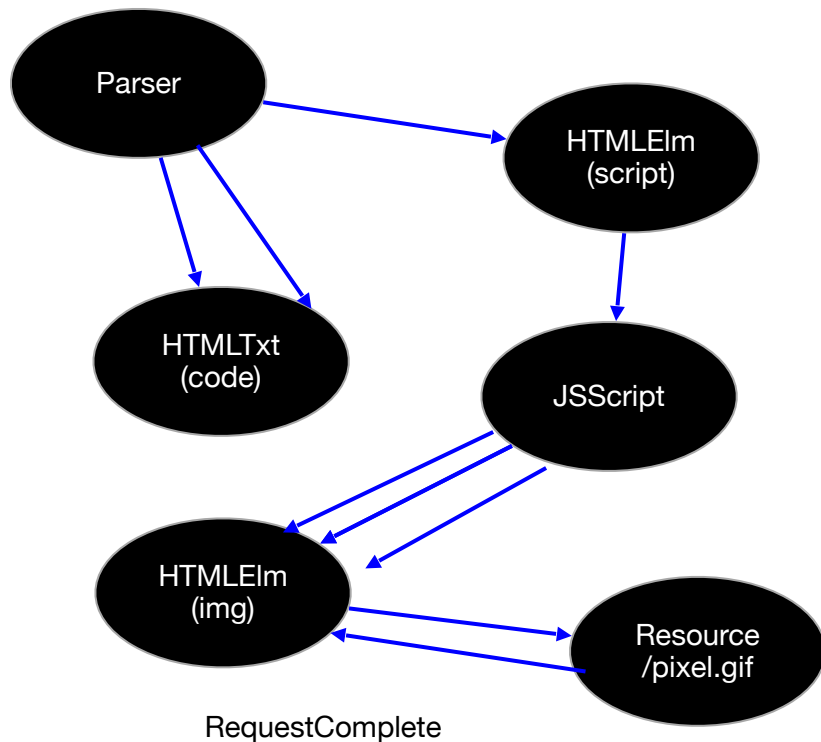 Parser
HTMLElm
(script)
HTMLTxt
(code)
JSScript
HTMLElm
(img)
Resource
/pixel.gif
RequestComplete